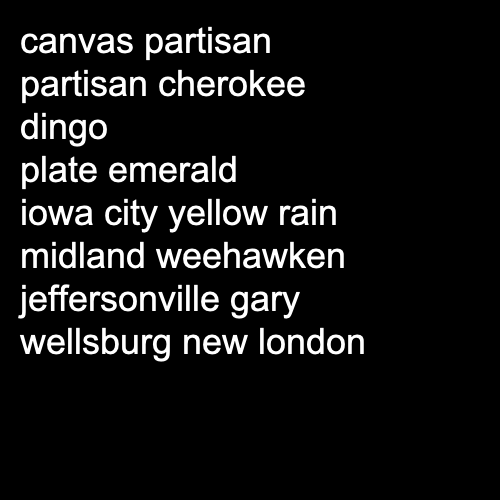 canvas partisan
partisan cherokee
dingo
plate emerald
iowa city yellow rain
midland weehawken
jeffersonville gary
wellsburg new london